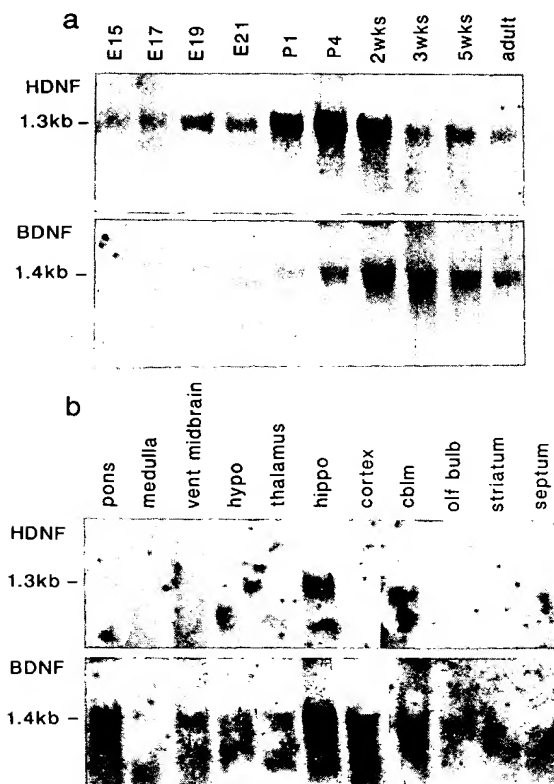 a
E15 E17 E19 E21 P1 P4 2wks 3wks 5wks adult
HDNF
1.3kb –
BDNF
1.4kb –
b
pons medulla vent midbrain hypo thalamus hippo cortex cblm olf bulb striatum septum
HDNF
1.3kb –
BDNF
1.4kb –